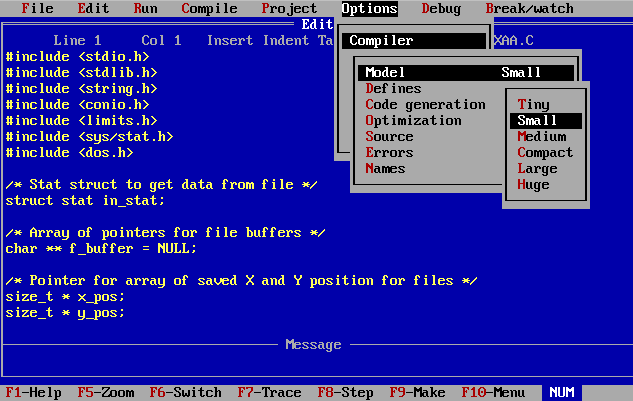 File Edit Run Compile Project Options Debug Break/watch
Edit
Line 1 Col 1 Insert Indent Ta XAA.C
Compiler
Model Small
Defines
Code generation
Optimization
Source
Errors
Names
Tiny
Small
Medium
Compact
Large
Huge
#include <stdio.h>
#include <stdlib.h>
#include <string.h>
#include <conio.h>
#include <limits.h>
#include <sys/stat.h>
#include <dos.h>
/* Stat struct to get data from file */
struct stat in_stat;
/* Array of pointers for file buffers */
char ** f_buffer = NULL;
/* Pointer for array of saved X and Y position for files */
size_t * x_pos;
size_t * y_pos;
Message
F1-Help F5-Zoom F6-Switch F7-Trace F8-Step F9-Make F10-Menu NUM